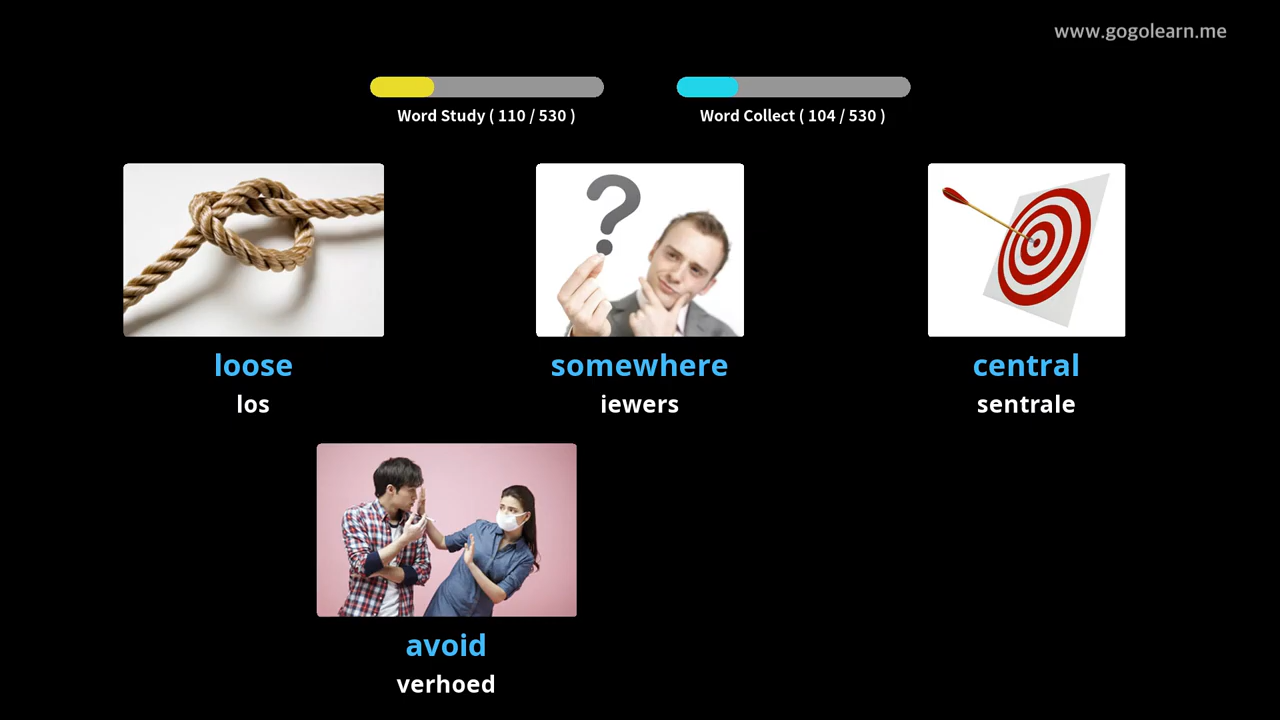 www.gogolearn.me
Word Study ( 110 / 530 )
Word Collect ( 104 / 530 )
loose
somewhere
central
los
iewers
sentrale
avoid
verhoed